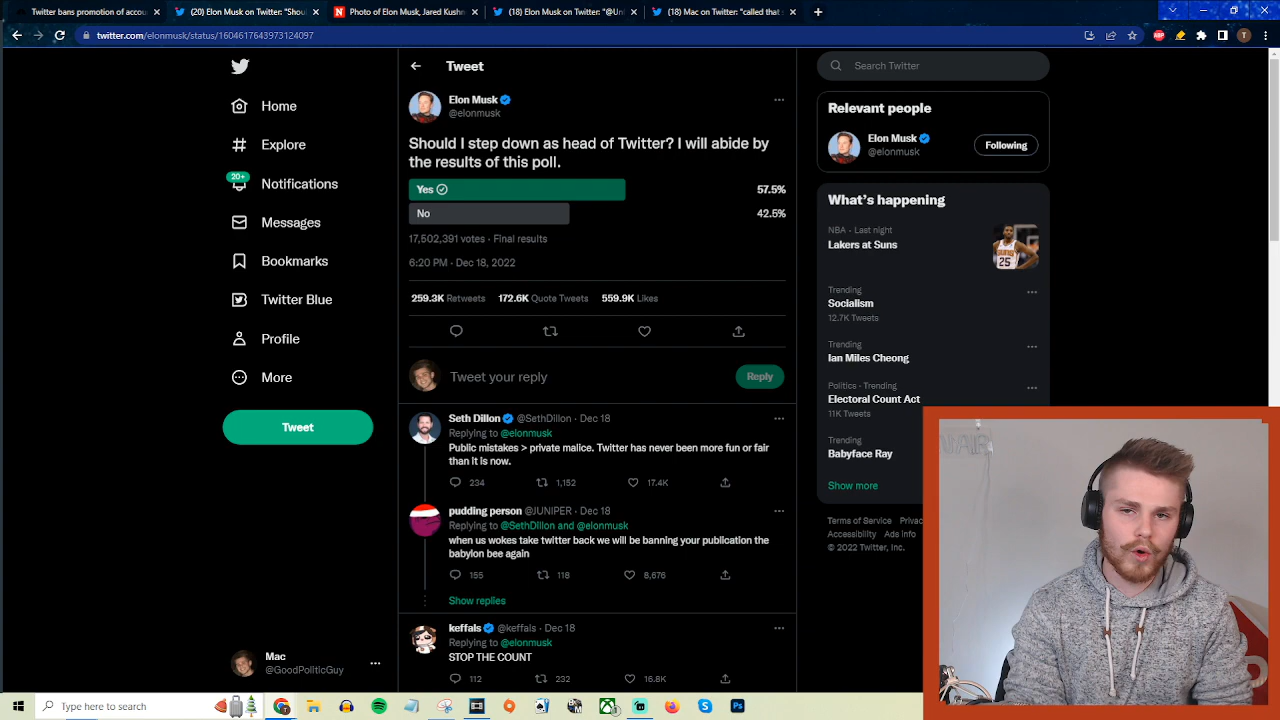 Twitter bans promotion of accou
(20) Elon Musk on Twitter: "Shou
Photo of Elon Musk, Jared Kushn
(18) Elon Musk on Twitter: "@Un
(18) Mac on Twitter: "called that
twitter.com/elonmusk/status/1604617643973124097
Home
Explore
20+
Notifications
Messages
Bookmarks
Twitter Blue
Profile
More
Tweet
Mac
@GoodPoliticGuy
Tweet
Elon Musk
@elonmusk
Should I step down as head of Twitter? I will abide by
the results of this poll.
Yes 57.5%
No 42.5%
17,502,391 votes · Final results
6:20 PM · Dec 18, 2022
259.3K Retweets 172.6K Quote Tweets 559.9K Likes
Tweet your reply
Reply
Seth Dillon @SethDillon · Dec 18
Replying to @elonmusk
Public mistakes > private malice. Twitter has never been more fun or fair
than it is now.
234 1,152 17.4K
pudding person @JUNIPER · Dec 18
Replying to @SethDillon and @elonmusk
when us wokes take twitter back we will be banning your publication the
babylon bee again
155 118 8,676
Show replies
keffals @keffals · Dec 18
Replying to @elonmusk
STOP THE COUNT
112 232 16.8K
Search Twitter
Relevant people
Elon Musk
@elonmusk
Following
What's happening
NBA · Last night
Lakers at Suns
Trending
Socialism
12.7K Tweets
Trending
Ian Miles Cheong
Politics · Trending
Electoral Count Act
11K Tweets
Trending
Babyface Ray
Show more
Terms of Service Privac
Accessibility Ads info
© 2022 Twitter, Inc.
Type here to search